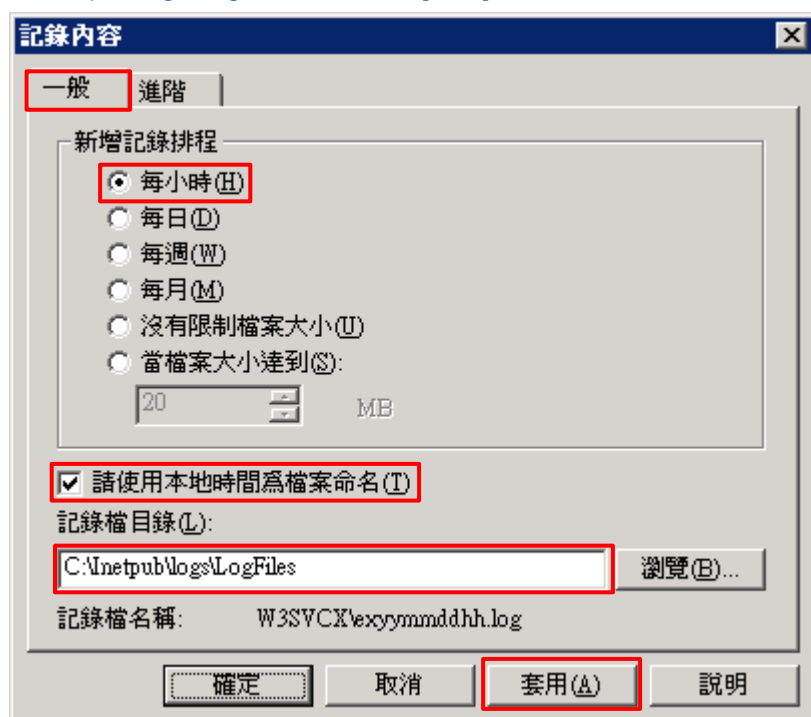 記錄內容
一般 進階
新增記錄排程
每小時(H)
每日(D)
每週(W)
每月(M)
沒有限制檔案大小(U)
當檔案大小達到(S):
20 MB
請使用本地時間爲檔案命名(T)
記錄檔目錄(L):
C:\Inetpub\logs\LogFiles 瀏覽(B)...
記錄檔名稱: W3SVCX\exyymmddhh.log
確定 取消 套用(A) 說明